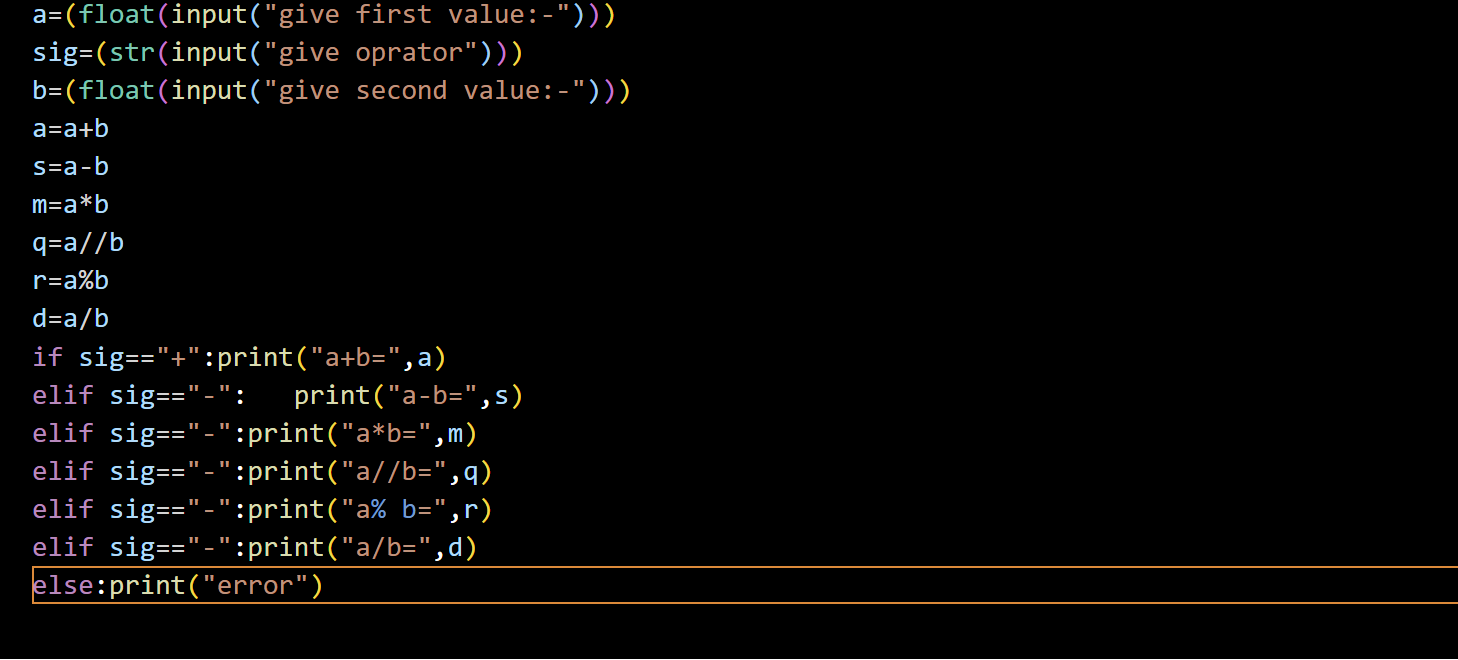 a=(float(input("give first value:-")))
sig=(str(input("give oprator")))
b=(float(input("give second value:-")))
a=a+b
s=a-b
m=a*b
q=a//b
r=a%b
d=a/b
if sig=="+":print("a+b=",a)
elif sig=="-":   print("a-b=",s)
elif sig=="-":print("a*b=",m)
elif sig=="-":print("a//b=",q)
elif sig=="-":print("a% b=",r)
elif sig=="-":print("a/b=",d)
else:print("error")